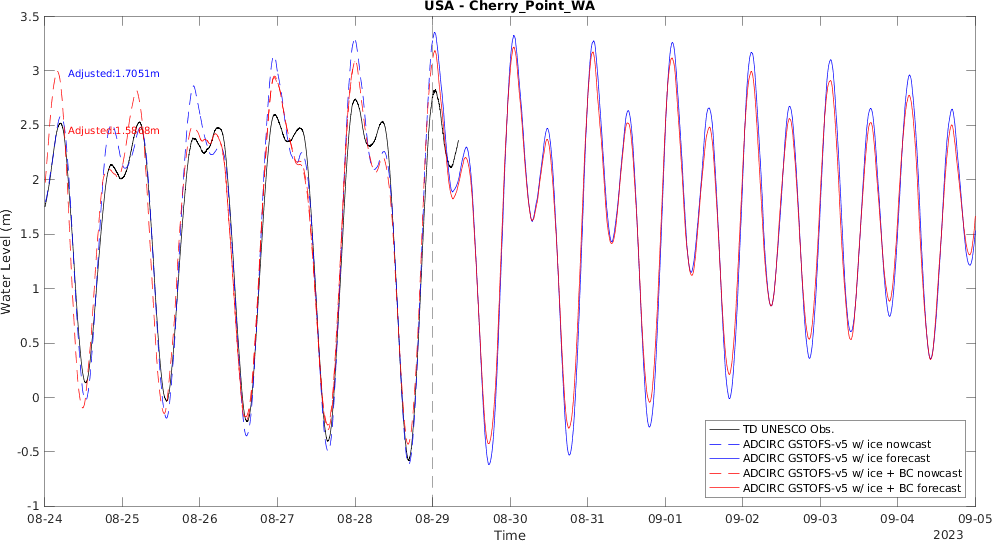 USA - Cherry_Point_WA
3.5
3
2.5
2
1.5
1
0.5
0
-0.5
-1
Water Level (m)
Adjusted:1.7051m
Adjusted:1.5868m
TD UNESCO Obs.
ADCIRC GSTOFS-v5 w/ ice nowcast
ADCIRC GSTOFS-v5 w/ ice forecast
ADCIRC GSTOFS-v5 w/ ice + BC nowcast
ADCIRC GSTOFS-v5 w/ ice + BC forecast
08-24 08-25 08-26 08-27 08-28 08-29 08-30 08-31 09-01 09-02 09-03 09-04 09-05
Time
2023